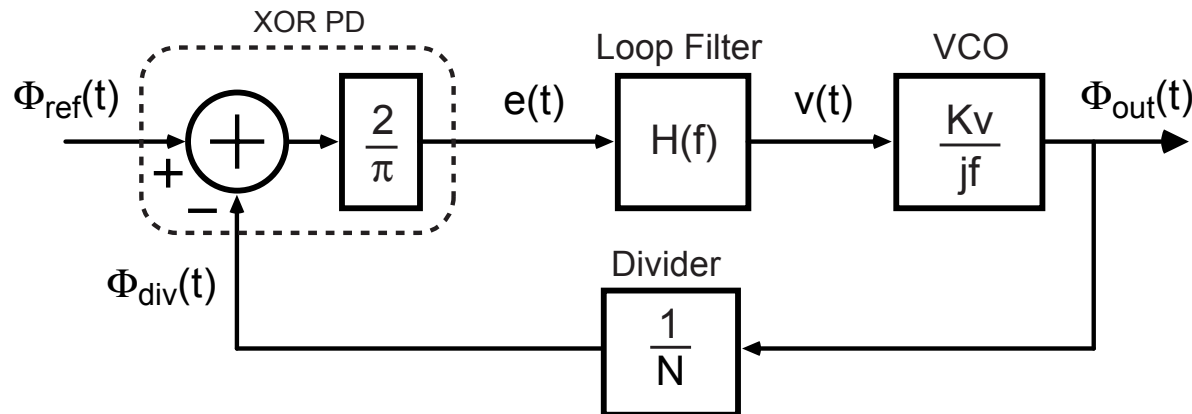 XOR PD
Loop Filter
VCO
Φref(t)
+
2
π
e(t)
H(f)
v(t)
Kv
jf
Φout(t)
+
−
Φdiv(t)
Divider
1
N